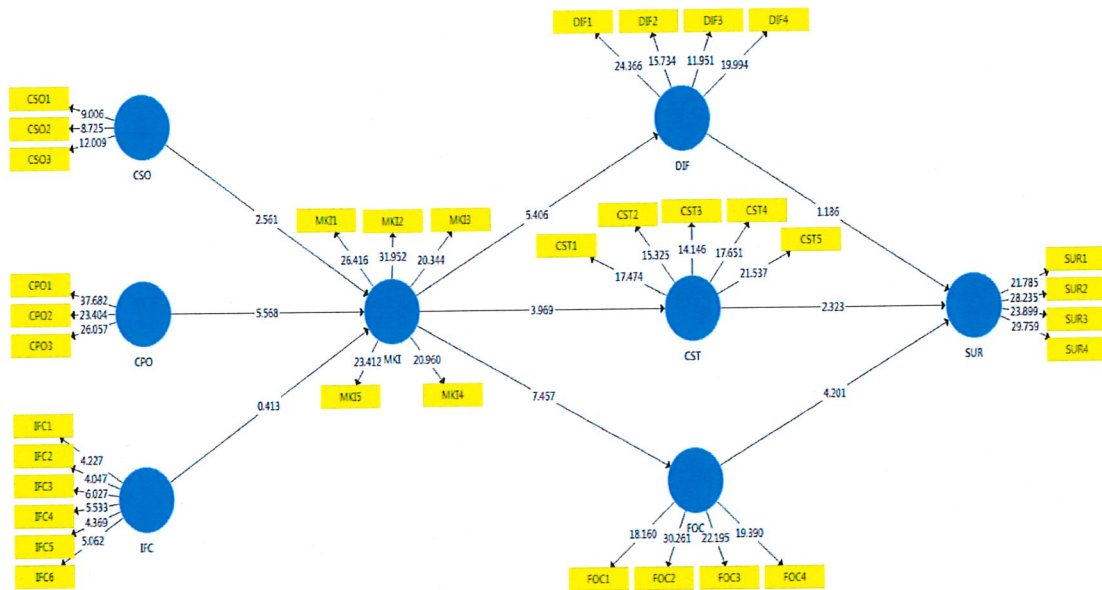 DIF1
DIF2
DIF3
DIF4
24.366
15.734
11.951
19.994
DIF
CSO1
CSO2
CSO3
9.006
8.725
12.009
CSO
2.561
5.406
1.186
MKI1
MKI2
MKI3
26.416
31.952
20.344
CST1
CST2
CST3
CST4
CST5
17.474
15.325
14.146
17.651
21.537
CPO1
CPO2
CPO3
37.682
23.404
26.057
CPO
5.568
MKI
3.969
CST
2.323
SUR
21.785
28.235
23.899
29.759
SUR1
SUR2
SUR3
SUR4
23.412
20.960
MKI5
MKI4
0.413
7.457
4.201
IFC1
IFC2
IFC3
IFC4
IFC5
IFC6
4.227
4.047
6.027
5.533
4.369
5.062
IFC
FOC
18.160
30.261
22.195
19.390
FOC1
FOC2
FOC3
FOC4